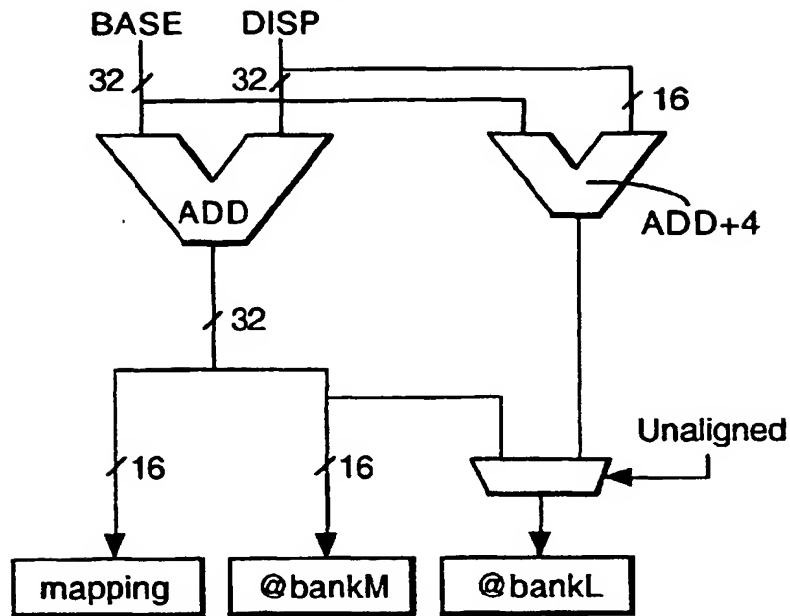 BASE DISP
32 32 16
ADD
ADD+4
32
Unaligned
16 16
mapping @bankM @bankL